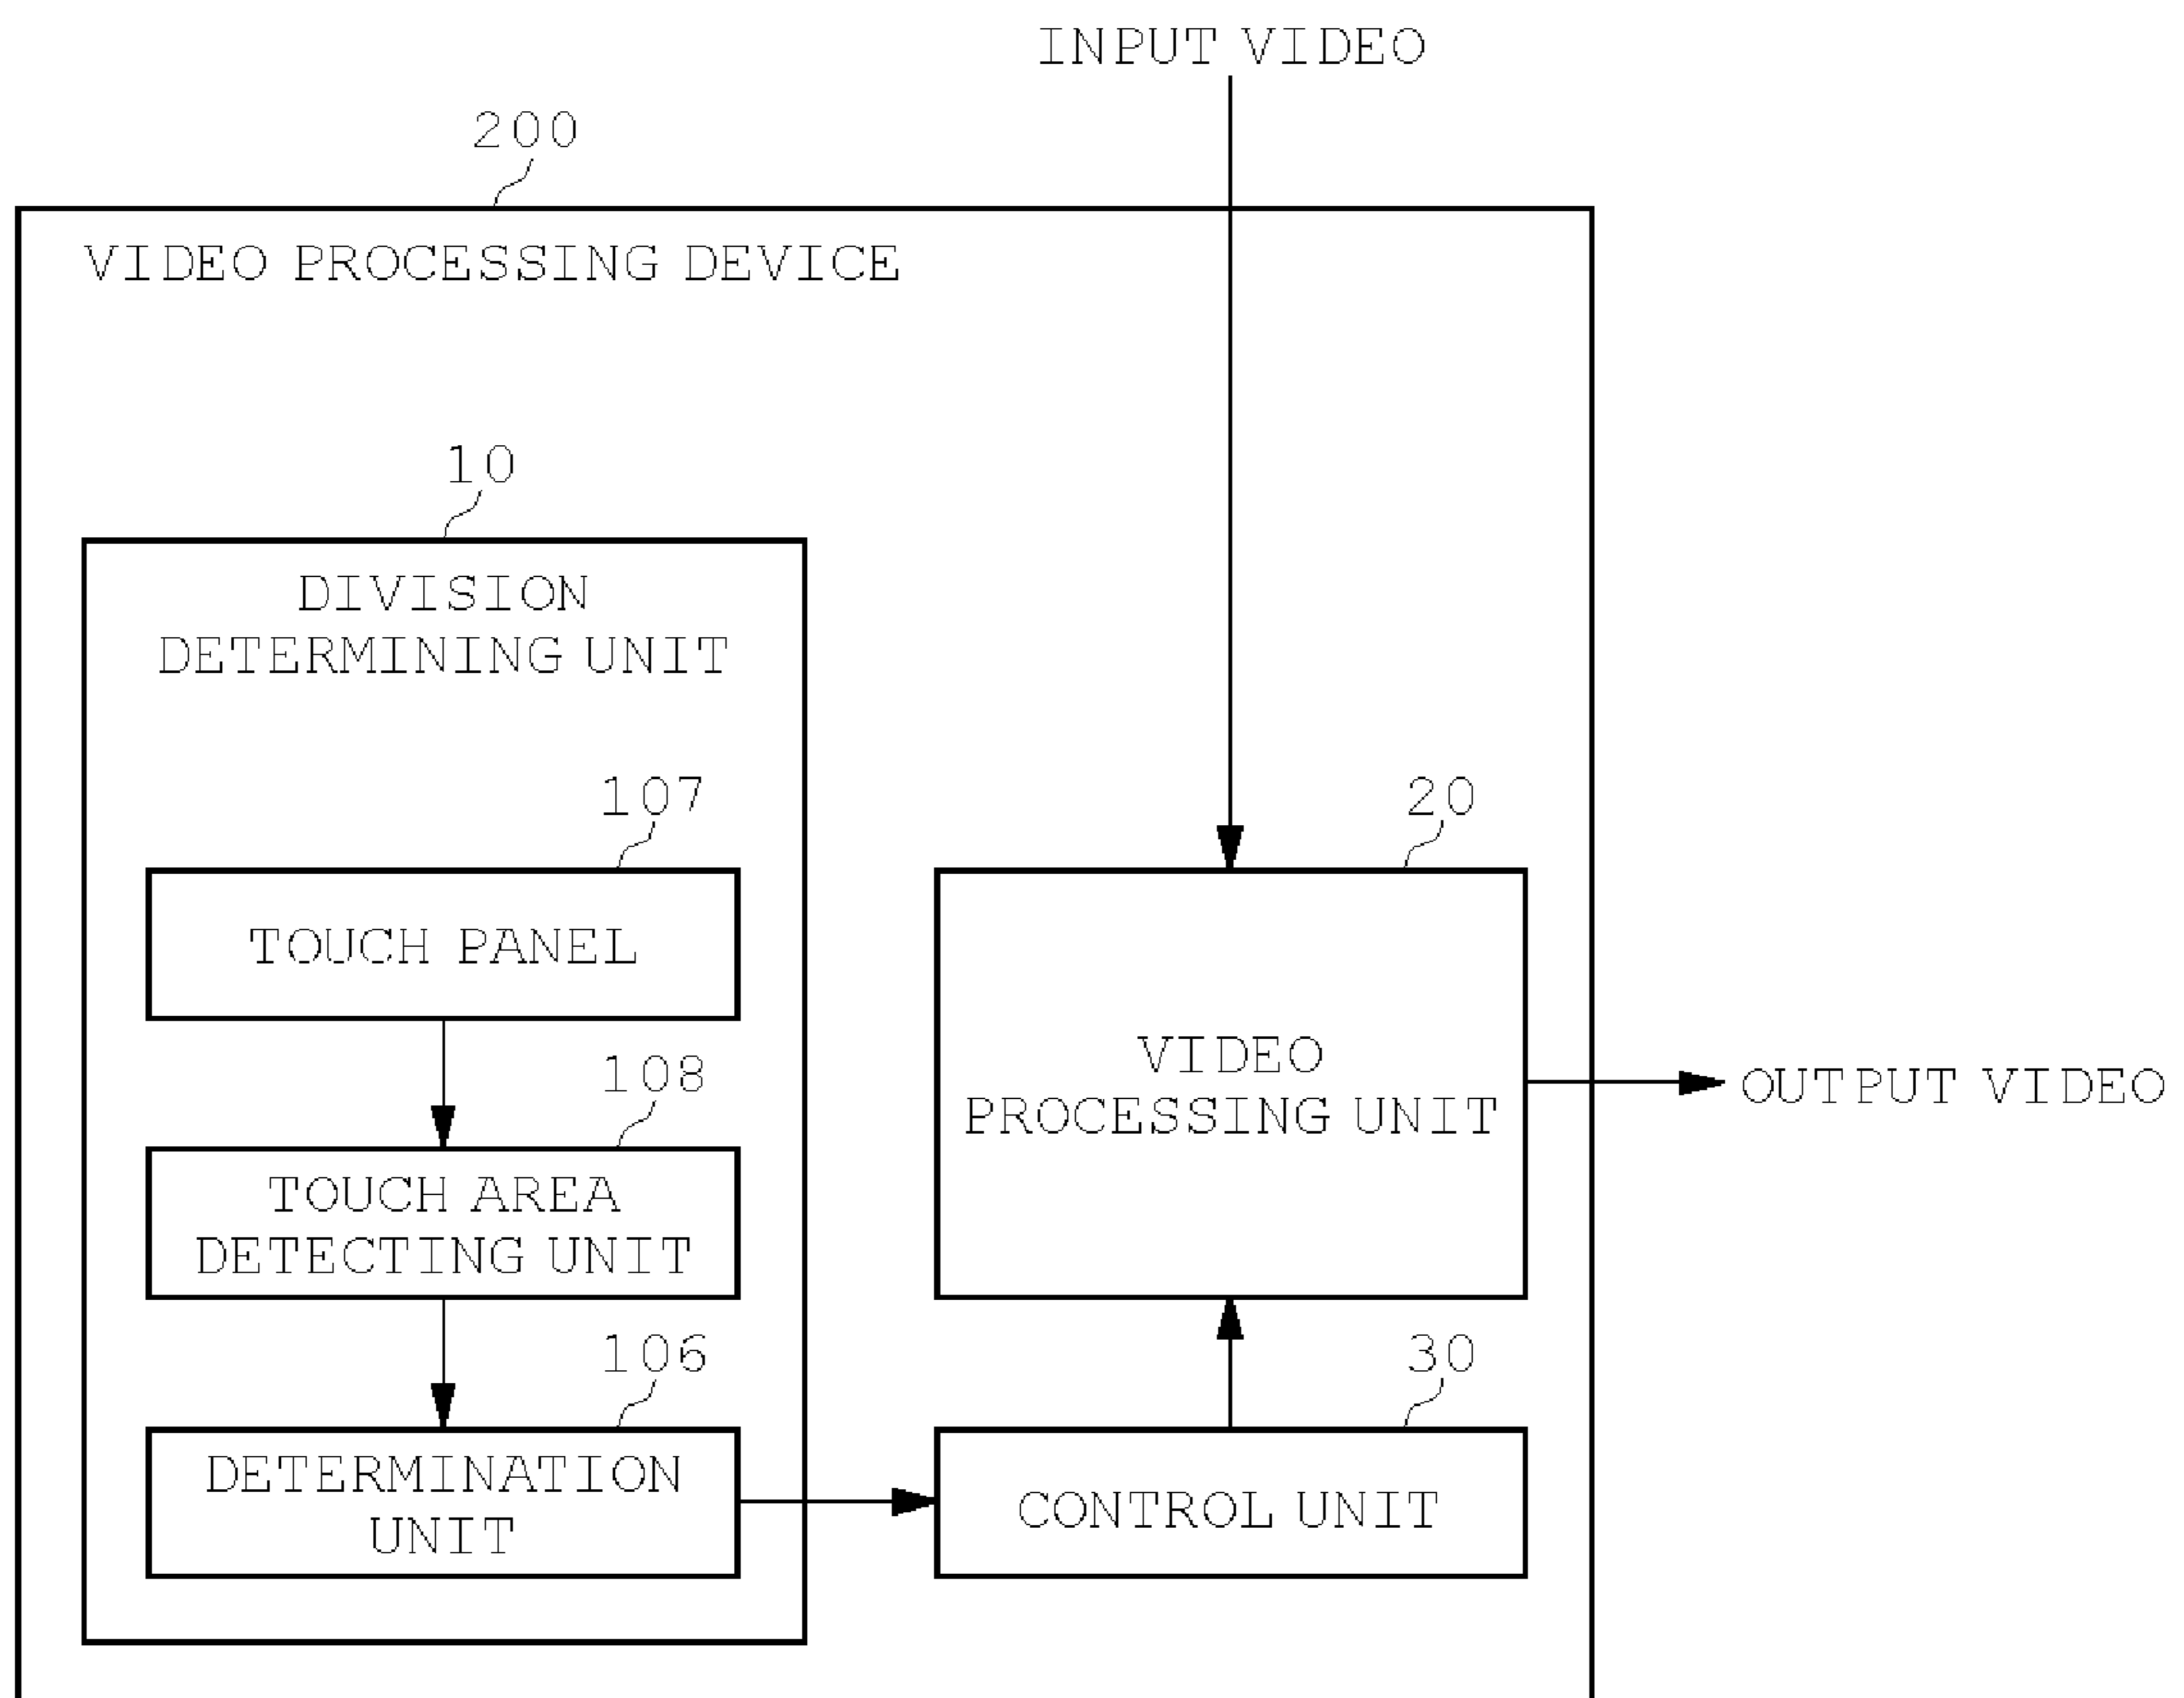 INPUT VIDEO
200
VIDEO PROCESSING DEVICE
10
DIVISION
DETERMINING UNIT
107
TOUCH PANEL
108
TOUCH AREA
DETECTING UNIT
106
DETERMINATION
UNIT
20
VIDEO
PROCESSING UNIT
OUTPUT VIDEO
30
CONTROL UNIT